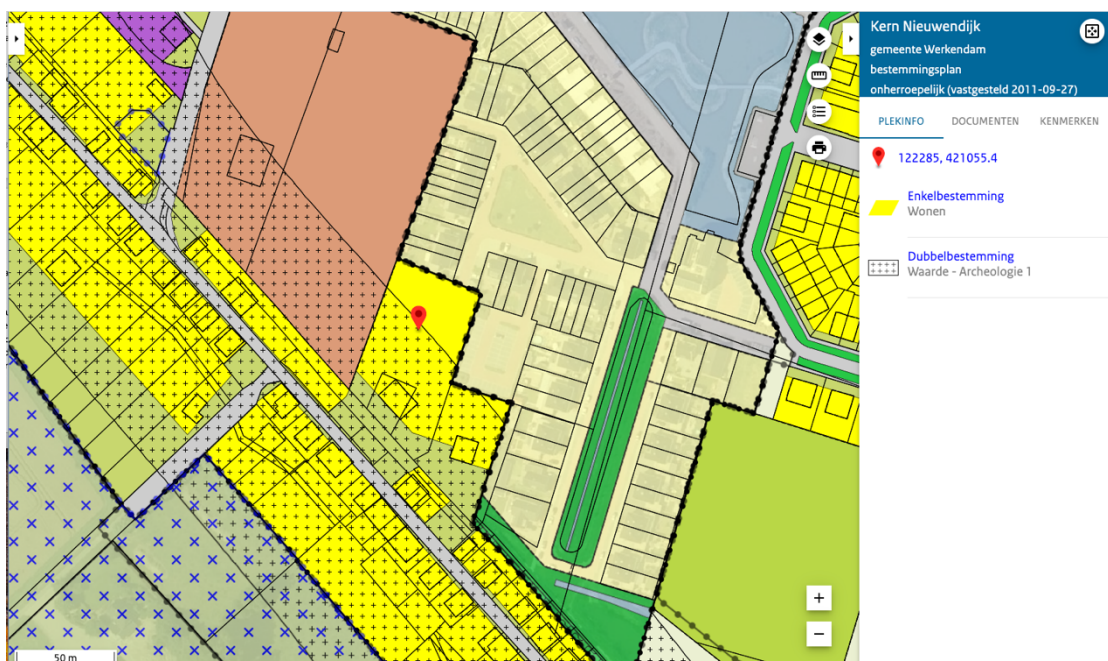 Kern Nieuwendijk
gemeente Werkendam
bestemmingsplan
onherroepelijk (vastgesteld 2011-09-27)
PLEKINFO DOCUMENTEN KENMERKEN
122285, 421055.4
Enkelbestemming
Wonen
Dubbelbestemming
Waarde - Archeologie 1
+
−
50 m